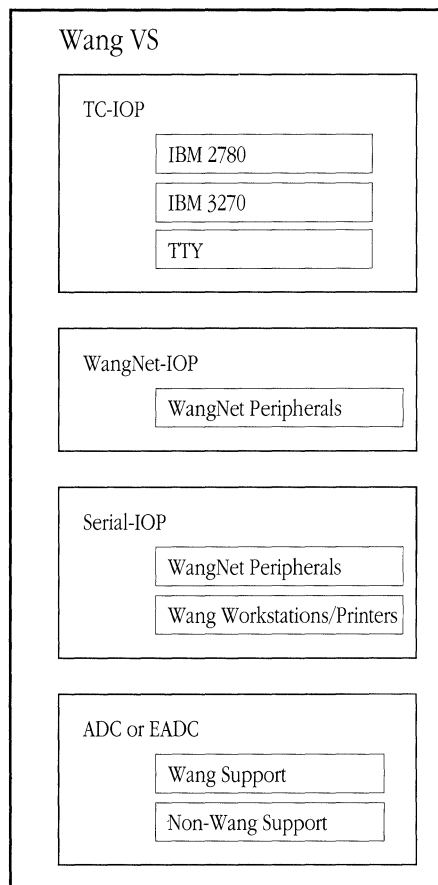 Wang VS
TC-IOP
IBM 2780
IBM 3270
TTY
WangNet-IOP
WangNet Peripherals
Serial-IOP
WangNet Peripherals
Wang Workstations/Printers
ADC or EADC
Wang Support
Non-Wang Support